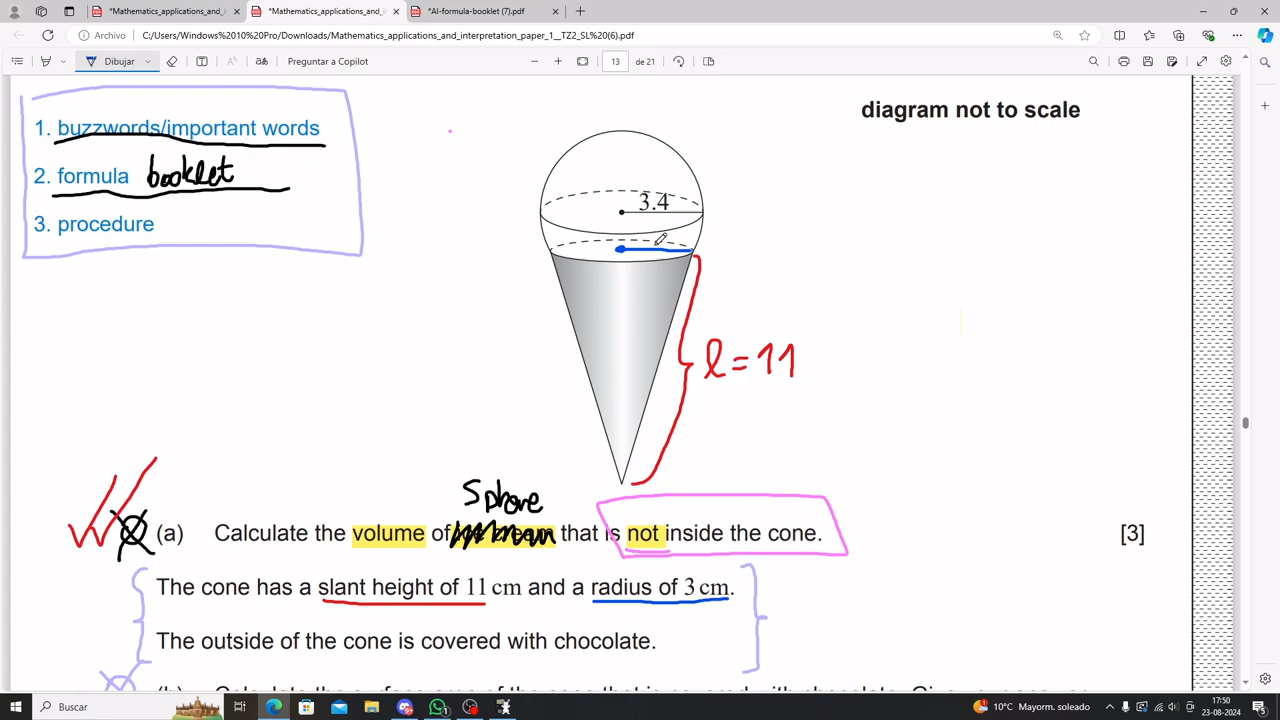 *Mathematics_applications_and_in
*Mathematics_applications_and_interpretation
*AI-formula-booklet (7).pdf
Archivo C:/Users/Windows%2010%20Pro/Downloads/Mathematics_applications_and_interpretation_paper_1__TZ2_SL%20(6).pdf
Dibujar Preguntar a Copilot 13 de 21
diagram not to scale
1. buzzwords/important words
2. formula booklet
3. procedure
3.4
l = 11
Sphere
(a) Calculate the volume of that is not inside the cone. [3]
The cone has a slant height of 11 cm and a radius of 3 cm.
The outside of the cone is covered with chocolate.
Buscar
10°C Mayorm. soleado
17:50
23-08-2024